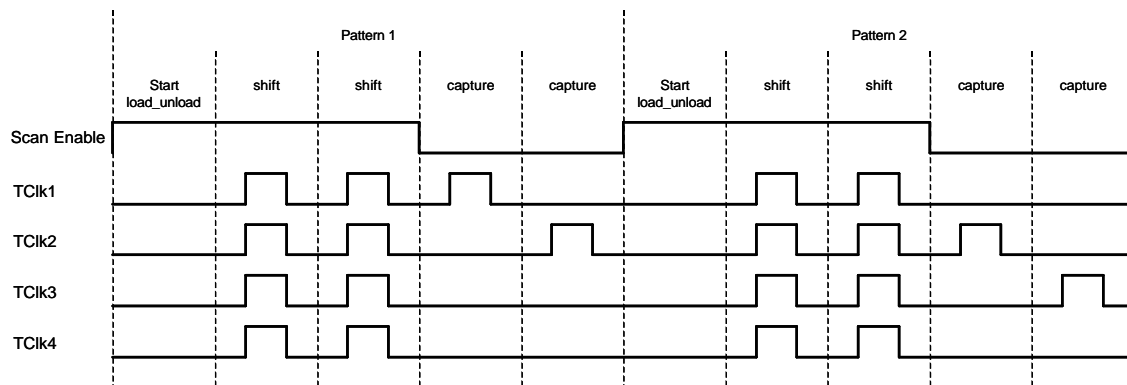 Pattern 1
Pattern 2
Start
load_unload
shift
shift
capture
capture
Start
load_unload
shift
shift
capture
capture
Scan Enable
TClk1
TClk2
TClk3
TClk4